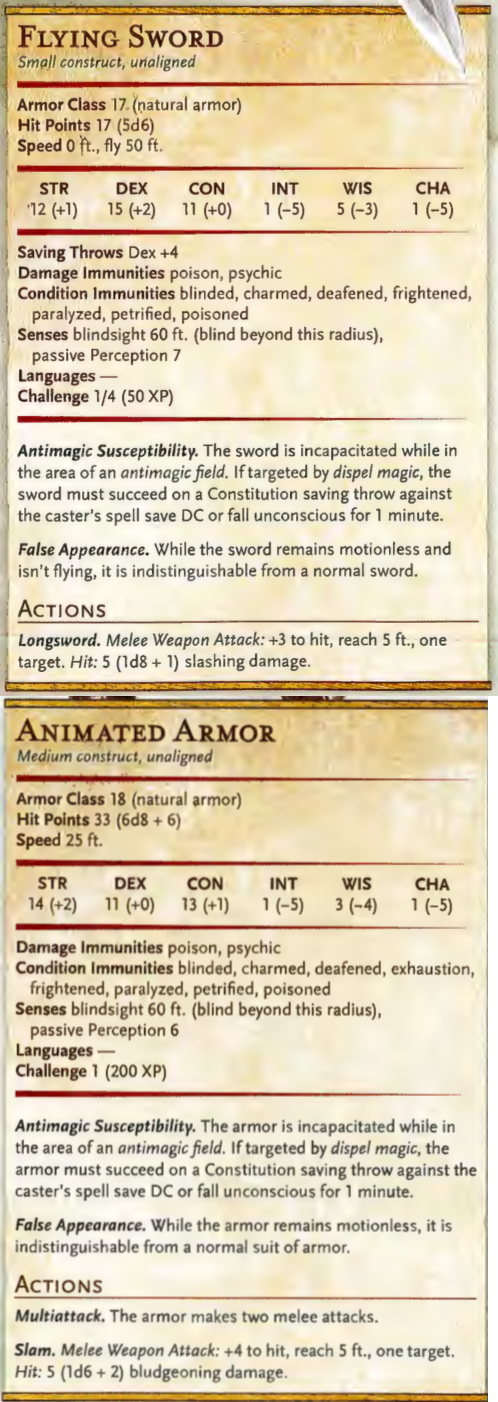 FLYING SWORD
Small construct, unaligned
Armor Class 17 (natural armor)
Hit Points 17 (5d6)
Speed 0 ft., fly 50 ft.
STR DEX CON INT WIS CHA
12 (+1) 15 (+2) 11 (+0) 1 (−5) 5 (−3) 1 (−5)
Saving Throws Dex +4
Damage Immunities poison, psychic
Condition Immunities blinded, charmed, deafened, frightened,
paralyzed, petrified, poisoned
Senses blindsight 60 ft. (blind beyond this radius),
passive Perception 7
Languages —
Challenge 1/4 (50 XP)
Antimagic Susceptibility. The sword is incapacitated while in
the area of an antimagic field. If targeted by dispel magic, the
sword must succeed on a Constitution saving throw against
the caster's spell save DC or fall unconscious for 1 minute.
False Appearance. While the sword remains motionless and
isn't flying, it is indistinguishable from a normal sword.
ACTIONS
Longsword. Melee Weapon Attack: +3 to hit, reach 5 ft., one
target. Hit: 5 (1d8 + 1) slashing damage.
ANIMATED ARMOR
Medium construct, unaligned
Armor Class 18 (natural armor)
Hit Points 33 (6d8 + 6)
Speed 25 ft.
STR DEX CON INT WIS CHA
14 (+2) 11 (+0) 13 (+1) 1 (−5) 3 (−4) 1 (−5)
Damage Immunities poison, psychic
Condition Immunities blinded, charmed, deafened, exhaustion,
frightened, paralyzed, petrified, poisoned
Senses blindsight 60 ft. (blind beyond this radius),
passive Perception 6
Languages —
Challenge 1 (200 XP)
Antimagic Susceptibility. The armor is incapacitated while in
the area of an antimagic field. If targeted by dispel magic, the
armor must succeed on a Constitution saving throw against the
caster's spell save DC or fall unconscious for 1 minute.
False Appearance. While the armor remains motionless, it is
indistinguishable from a normal suit of armor.
ACTIONS
Multiattack. The armor makes two melee attacks.
Slam. Melee Weapon Attack: +4 to hit, reach 5 ft., one target.
Hit: 5 (1d6 + 2) bludgeoning damage.